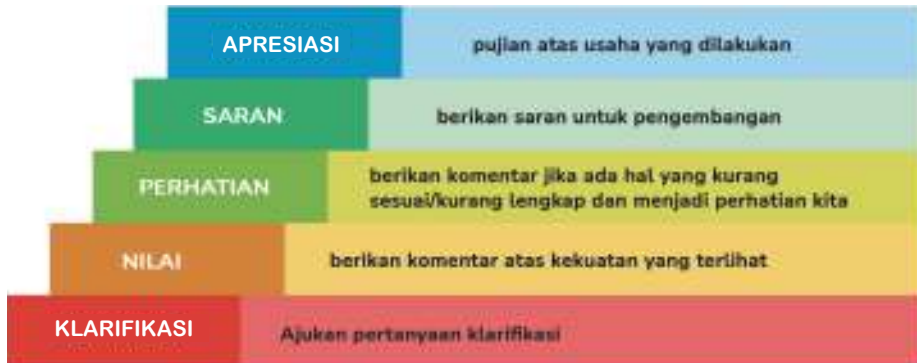 APRESIASI
pujian atas usaha yang dilakukan
SARAN
berikan saran untuk pengembangan
PERHATIAN
berikan komentar jika ada hal yang kurang
sesuai/kurang lengkap dan menjadi perhatian kita
NILAI
berikan komentar atas kekuatan yang terlihat
KLARIFIKASI
Ajukan pertanyaan klarifikasi